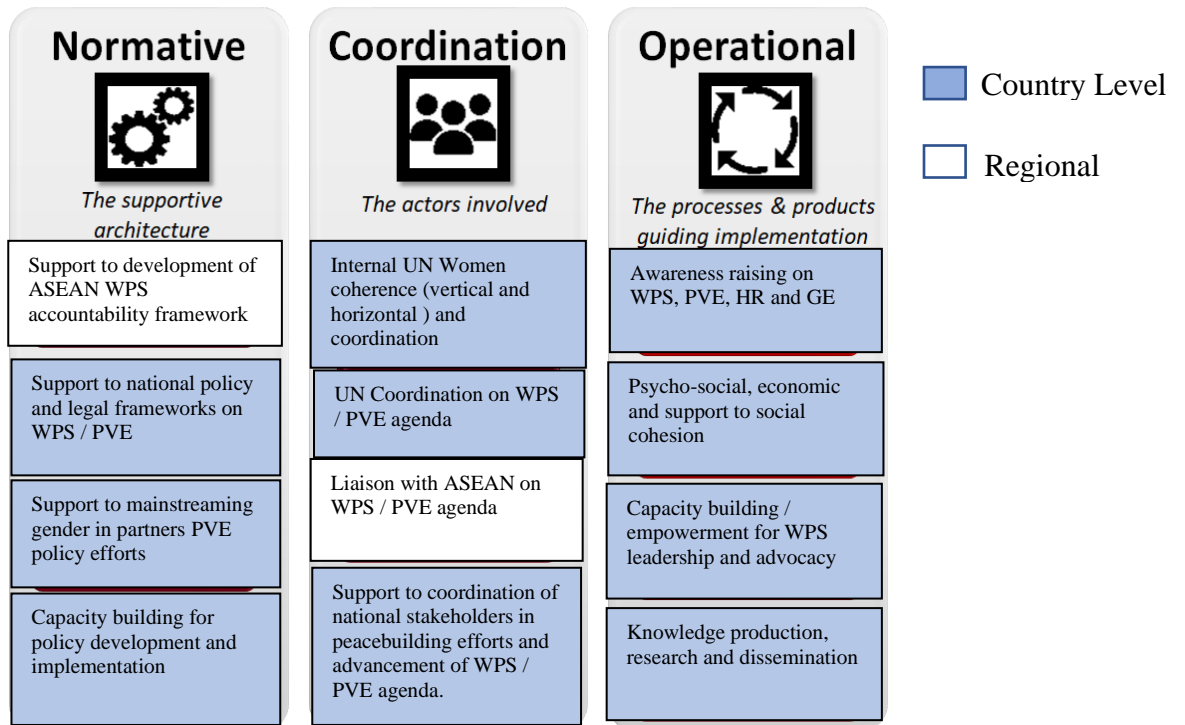 Normative
The supportive
architecture
Support to development of
ASEAN WPS
accountability framework
Support to national policy
and legal frameworks on
WPS / PVE
Support to mainstreaming
gender in partners PVE
policy efforts
Capacity building for
policy development and
implementation
Coordination
The actors involved
Internal UN Women
coherence (vertical and
horizontal ) and
coordination
UN Coordination on WPS
/ PVE agenda
Liaison with ASEAN on
WPS / PVE agenda
Support to coordination of
national stakeholders in
peacebuilding efforts and
advancement of WPS /
PVE agenda.
Operational
The processes & products
guiding implementation
Awareness raising on
WPS, PVE, HR and GE
Psycho-social, economic
and support to social
cohesion
Capacity building /
empowerment for WPS
leadership and advocacy
Knowledge production,
research and dissemination
Country Level
Regional